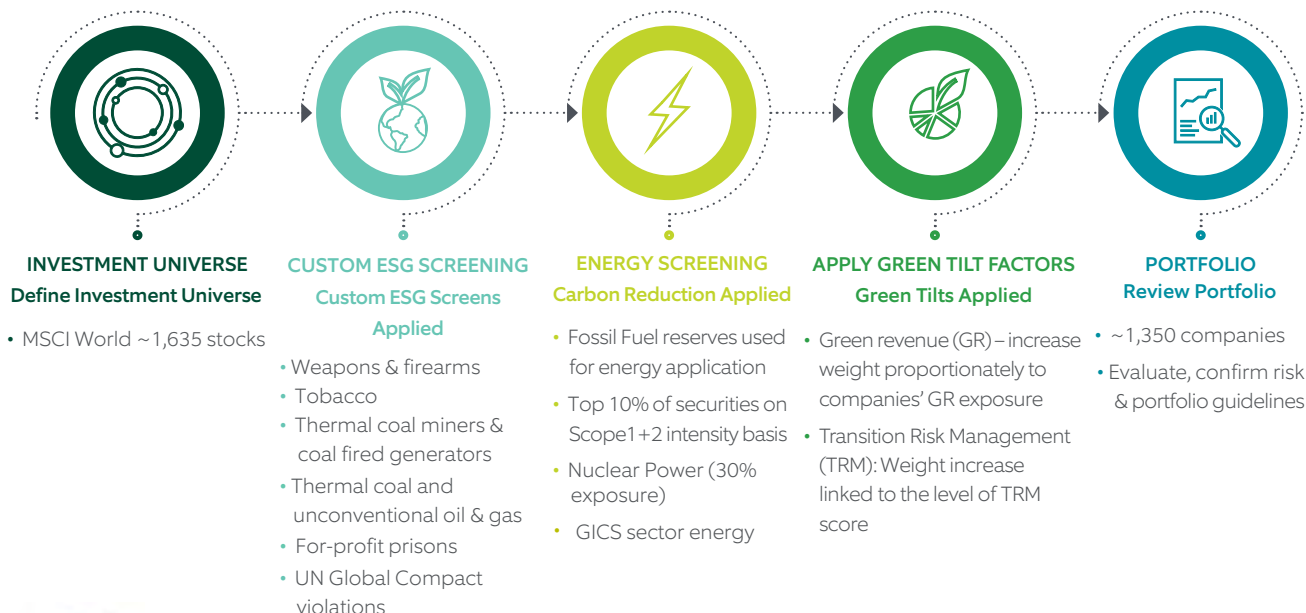 INVESTMENT UNIVERSE
Define Investment Universe
• MSCI World ~1,635 stocks
CUSTOM ESG SCREENING
Custom ESG Screens
Applied
• Weapons & firearms
• Tobacco
• Thermal coal miners &
coal fired generators
• Thermal coal and
unconventional oil & gas
• For-profit prisons
• UN Global Compact
violations
ENERGY SCREENING
Carbon Reduction Applied
• Fossil Fuel reserves used
for energy application
• Top 10% of securities on
Scope1+2 intensity basis
• Nuclear Power (30%
exposure)
• GICS sector energy
APPLY GREEN TILT FACTORS
Green Tilts Applied
• Green revenue (GR) – increase
weight proportionately to
companies' GR exposure
• Transition Risk Management
(TRM): Weight increase
linked to the level of TRM
score
PORTFOLIO
Review Portfolio
• ~1,350 companies
• Evaluate, confirm risk
& portfolio guidelines